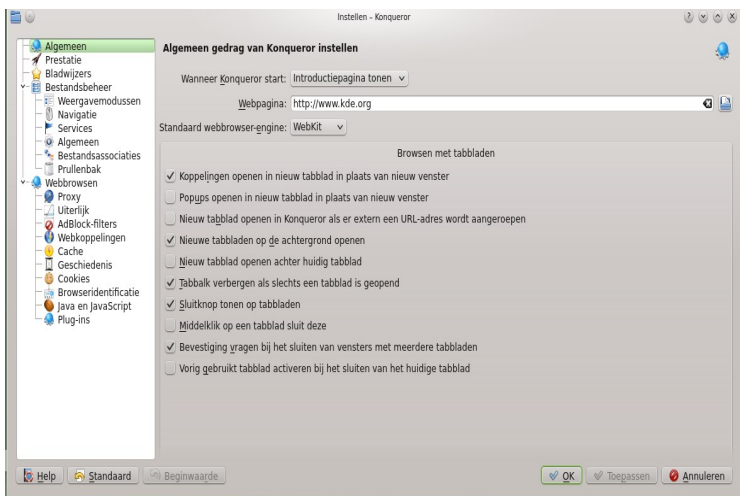 Instellen – Konqueror
Algemeen
Prestatie
Bladwijzers
Bestandsbeheer
Weergavemodussen
Navigatie
Services
Algemeen
Bestandsassociaties
Prullenbak
Webbrowsen
Proxy
Uiterlijk
AdBlock-filters
Webkoppelingen
Cache
Geschiedenis
Cookies
Browseridentificatie
Java en JavaScript
Plug-ins
Algemeen gedrag van Konqueror instellen
Wanneer Konqueror start: Introductiepagina tonen
Webpagina: http://www.kde.org
Standaard webbrowser-engine: WebKit
Browsen met tabbladen
Koppelingen openen in nieuw tabblad in plaats van nieuw venster
Popups openen in nieuw tabblad in plaats van nieuw venster
Nieuw tabblad openen in Konqueror als er extern een URL-adres wordt aangeroepen
Nieuwe tabbladen op de achtergrond openen
Nieuw tabblad openen achter huidig tabblad
Tabbalk verbergen als slechts een tabblad is geopend
Sluitknop tonen op tabbladen
Middelklik op een tabblad sluit deze
Bevestiging vragen bij het sluiten van vensters met meerdere tabbladen
Vorig gebruikt tabblad activeren bij het sluiten van het huidige tabblad
Help Standaard Beginwaarde OK Toepassen Annuleren